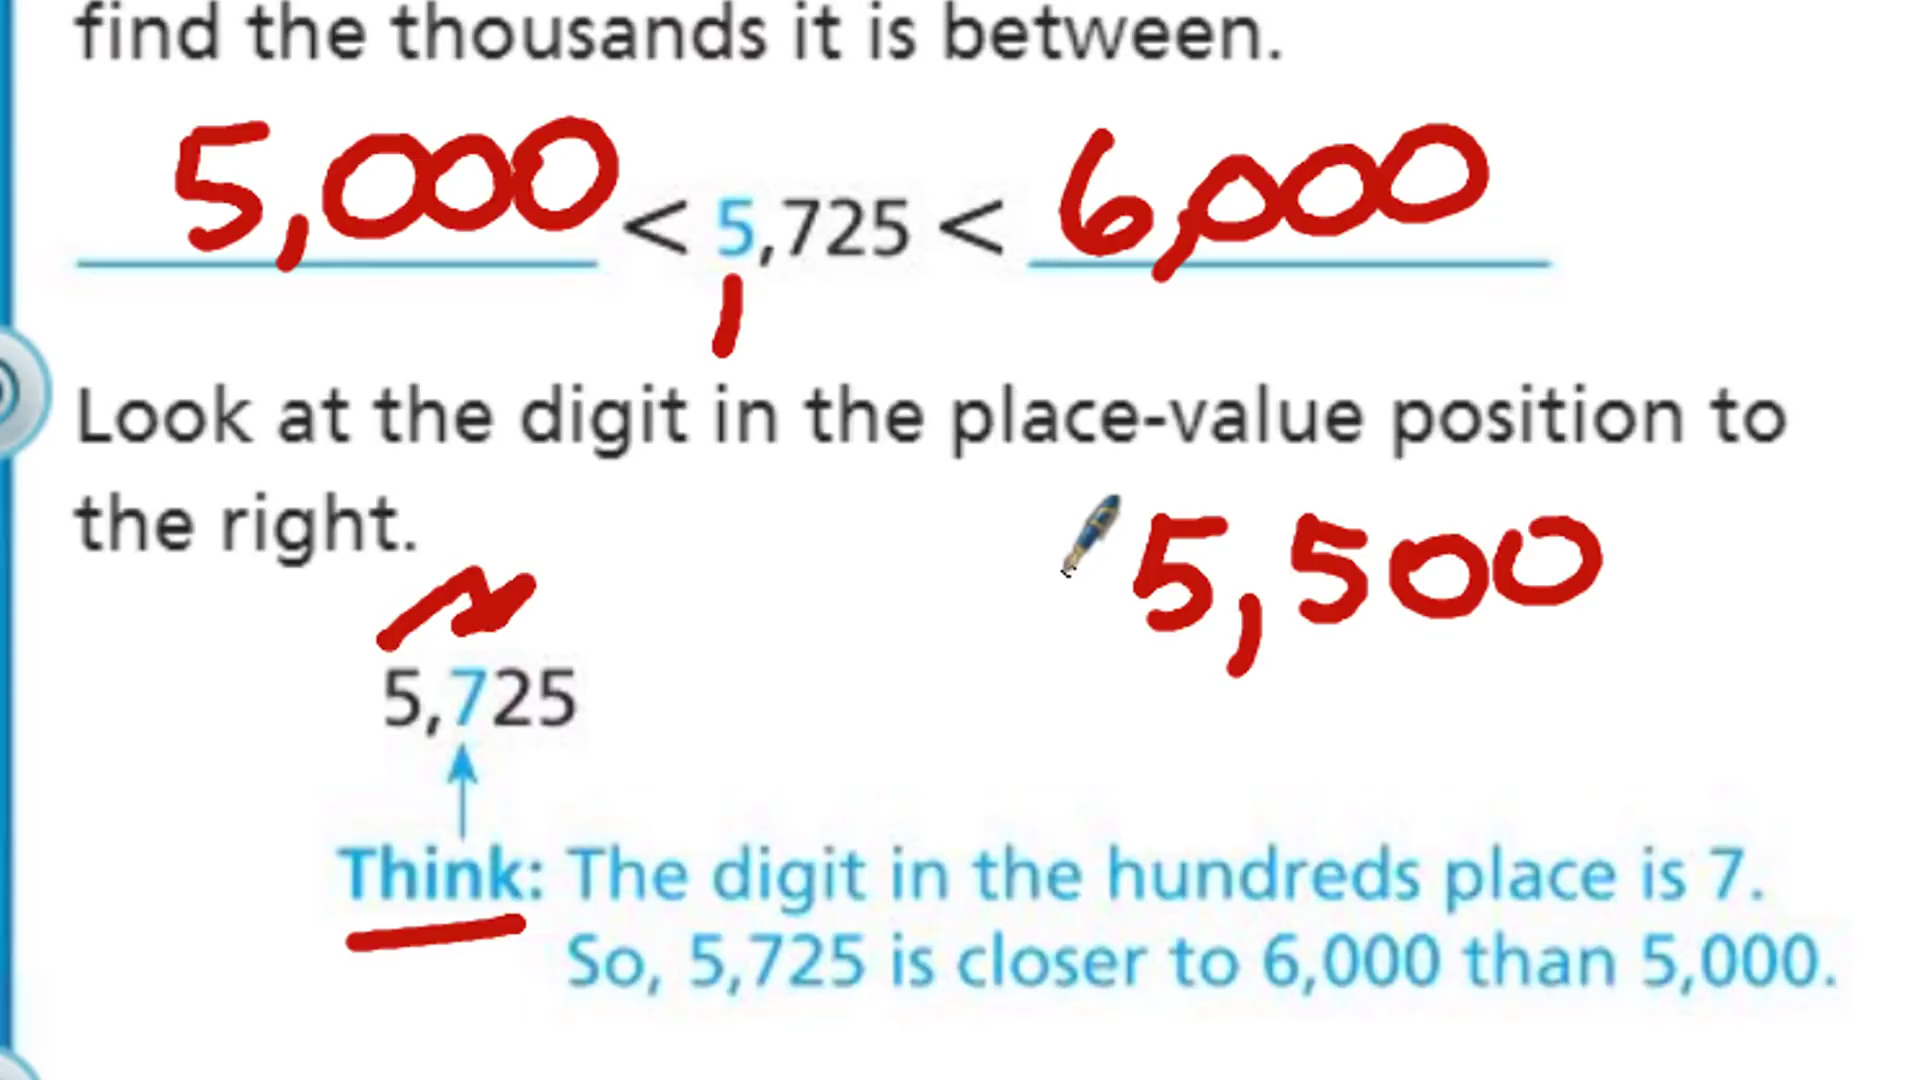 find the thousands it is between.
5,000 < 5,725 < 6,000
Look at the digit in the place-value position to
the right.
5,500
5,725
Think: The digit in the hundreds place is 7.
So, 5,725 is closer to 6,000 than 5,000.